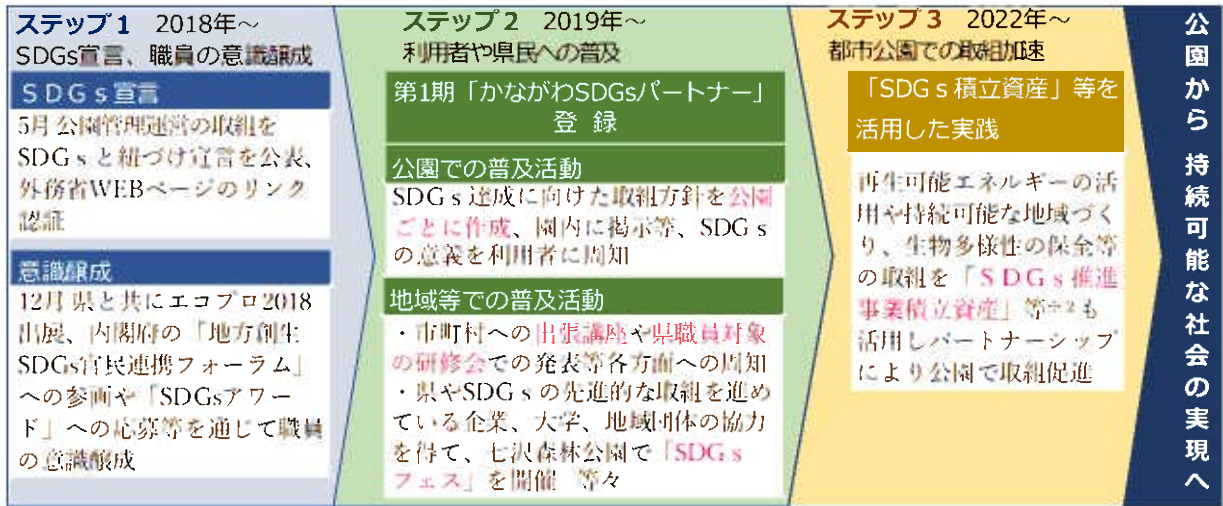 ステップ1 2018年～
SDGs宣言、職員の意識醸成
SDGs宣言
5月 公園管理運営の取組を
SDGsと紐づけ宣言を公表、
外務省WEBページのリンク
認証
意識醸成
12月 県と共にエコプロ2018
出展、内閣府の「地方創生
SDGs官民連携フォーラム」
への参画や「SDGsアワー
ド」への応募等を通じて職員
の意識醸成
ステップ2 2019年～
利用者や県民への普及
第1期「かながわSDGsパートナー」
登録
公園での普及活動
SDGs達成に向けた取組方針を公園
ごとに作成、園内に掲示等、SDGs
の意義を利用者に周知
地域等での普及活動
・市町村への出張講座や県職員対象
の研修会での発表等各方面への周知
・県やSDGsの先進的な取組を進め
ている企業、大学、地域団体の協力
を得て、七沢森林公園で「SDGs
フェス」を開催 等々
ステップ3 2022年～
都市公園での取組加速
「SDGs積立資産」等を
活用した実践
再生可能エネルギーの活
用や持続可能な地域づく
り、生物多様性の保全等
の取組を「SDGs推進
事業積立資産」等※2も
活用しパートナーシップ
により公園で取組促進
公園から 持続可能な社会の実現へ